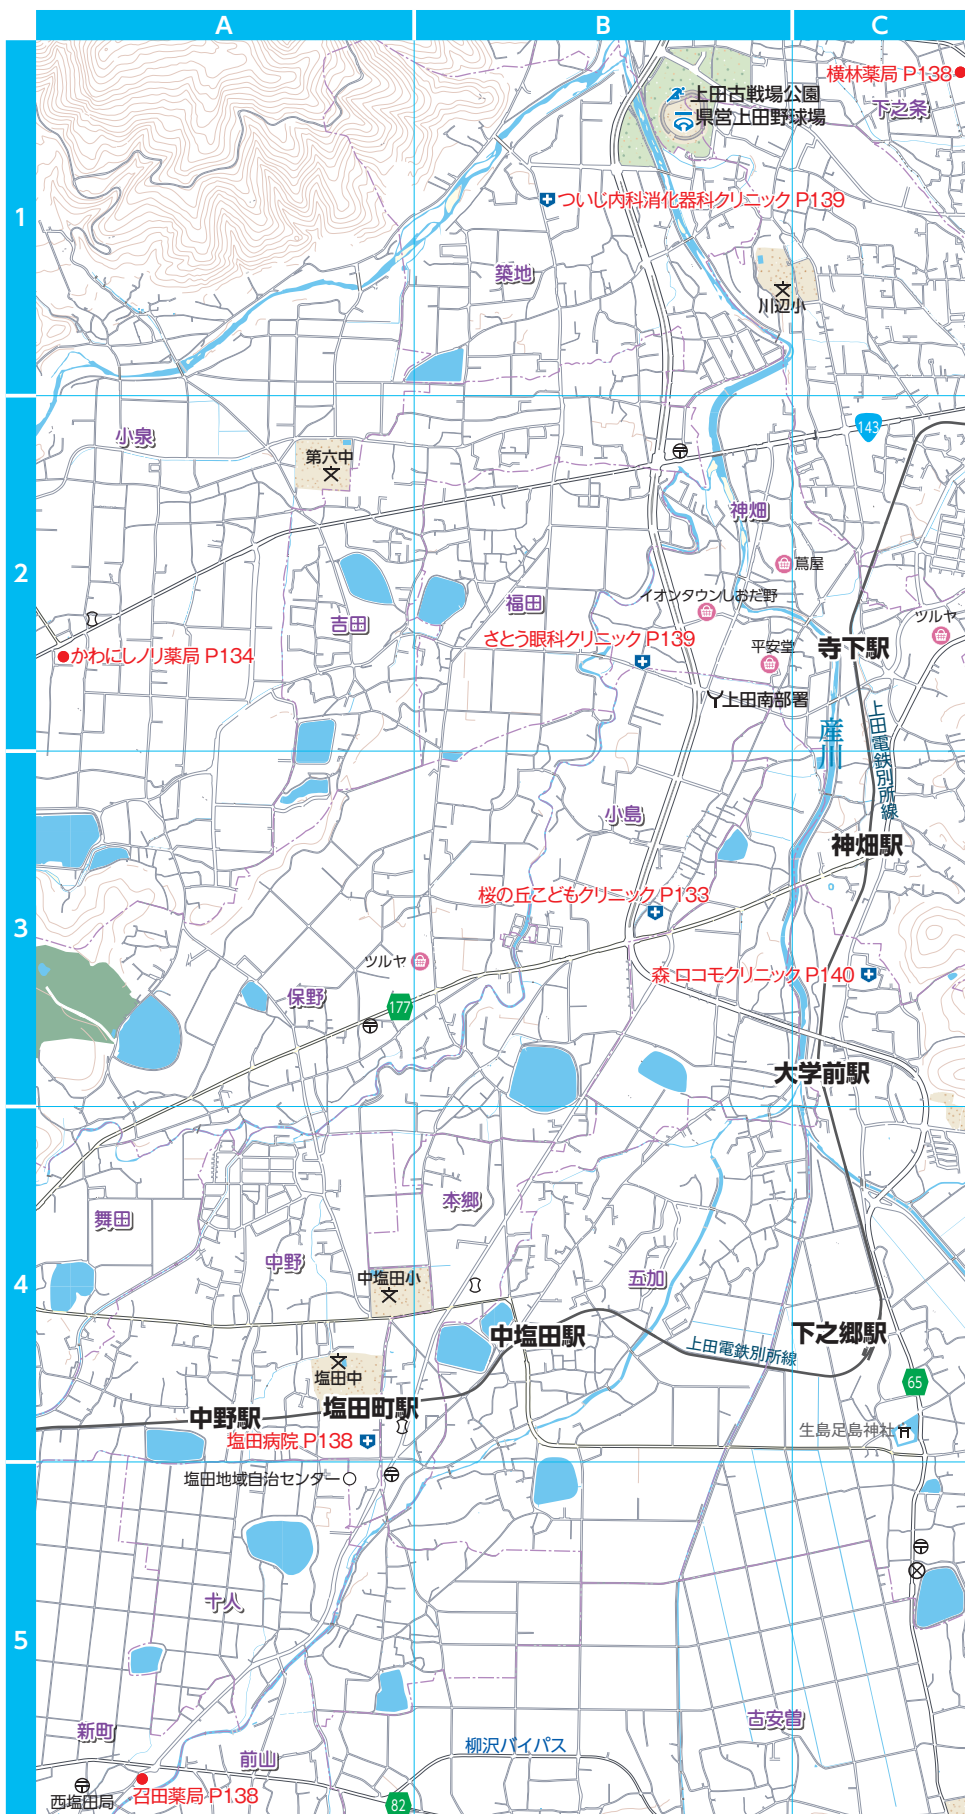 A
B
C
横林薬局 P138
上田古戦場公園
下之条
県営上田野球場
1
ついじ内科消化器科クリニック P139
築地
川辺小
小泉
143
第六中
神畑
2
蔦屋
イオンタウンしおだ野
福田
ツルヤ
吉田
さとう眼科クリニック P139
平安堂
寺下駅
かわにしノリ薬局 P134
上田南部署
産川
上田電鉄別所線
小島
神畑駅
桜の丘こどもクリニック P133
3
ツルヤ
森 ロコモクリニック P140
保野
177
大学前駅
本郷
舞田
中野
中塩田小
五加
4
中塩田駅
下之郷駅
上田電鉄別所線
塩田中
65
塩田町駅
中野駅
生島足島神社
塩田病院 P138
塩田地域自治センター
十人
5
古安曽
新町
柳沢バイパス
前山
西塩田局
召田薬局 P138
82